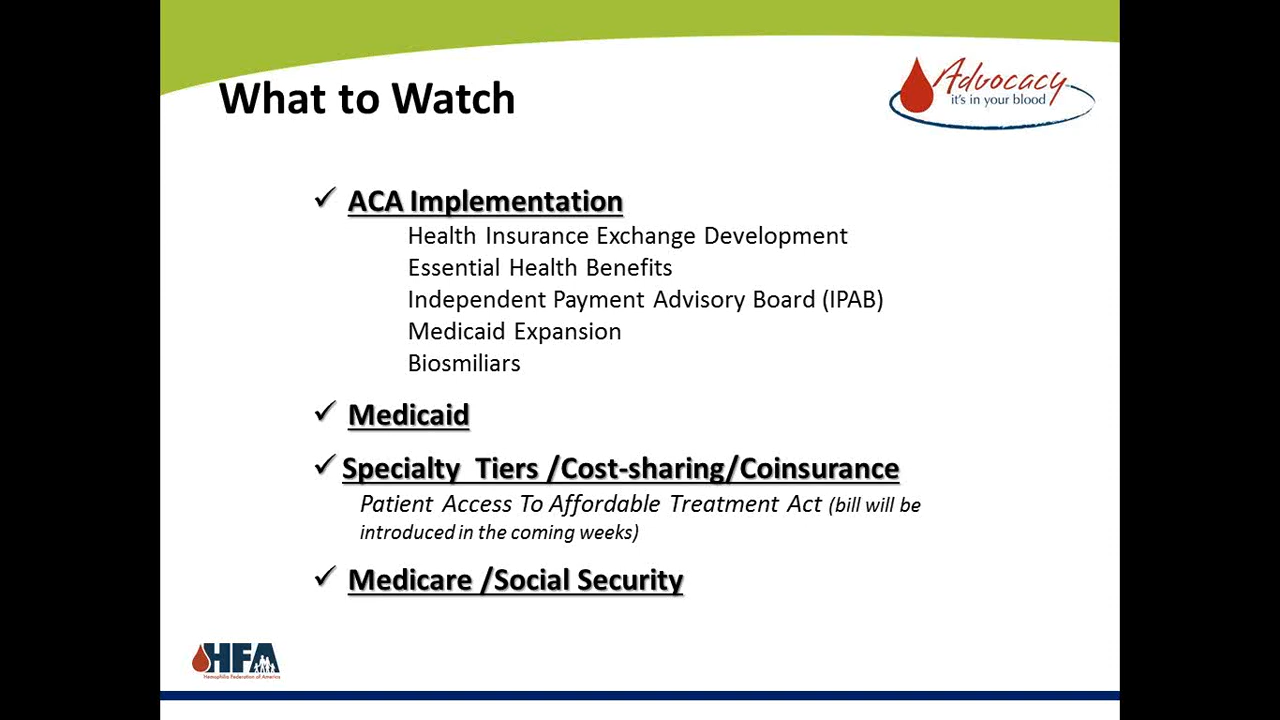 What to Watch
Advocacy
it's in your blood
✓ ACA Implementation
Health Insurance Exchange Development
Essential Health Benefits
Independent Payment Advisory Board (IPAB)
Medicaid Expansion
Biosmiliars
✓ Medicaid
✓ Specialty Tiers /Cost-sharing/Coinsurance
Patient Access To Affordable Treatment Act (bill will be
introduced in the coming weeks)
✓ Medicare /Social Security
HFA
Hemophilia Federation of America